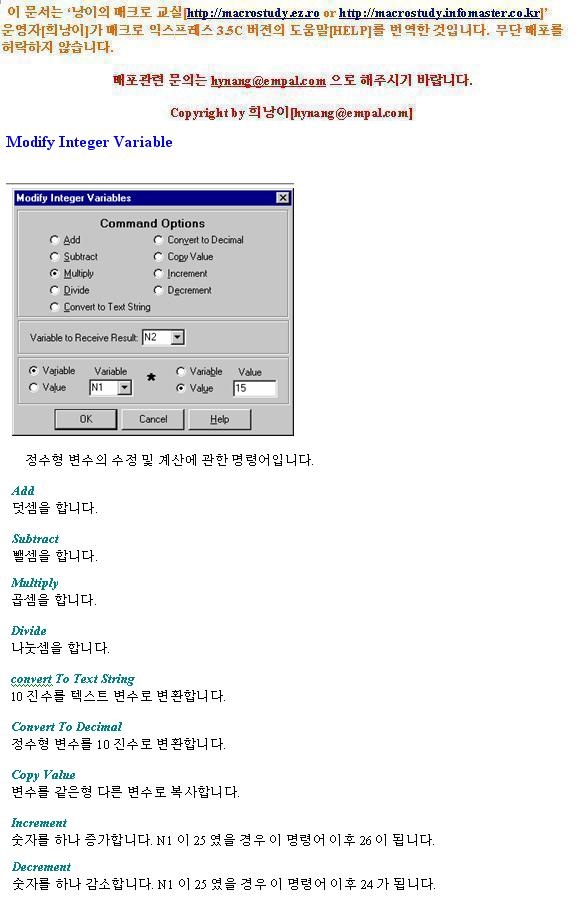 이 문서는 ‘낭이의 매크로 교실[http://macrostudy.ez.ro or http://macrostudy.infomaster.co.kr]’
운영자[희낭이]가 매크로 익스프레스 3.5C 버젼의 도움말[HELP]를 번역한 것입니다. 무단 배포를
허락하지 않습니다.
배포관련 문의는 hynang@empal.com 으로 해주시기 바랍니다.
Copyright by 희낭이[hynang@empal.com]
Modify Integer Variable
Modify Integer Variables
Command Options
Add
Convert to Decimal
Subtract
Copy Value
Multiply
Increment
Divide
Decrement
Convert to Text String
Variable to Receive Result: N2
Variable Variable Variable Value
Value N1 * Value 15
OK Cancel Help
정수형 변수의 수정 및 계산에 관한 명령어입니다.
Add
덧셈을 합니다.
Subtract
뺄셈을 합니다.
Multiply
곱셈을 합니다.
Divide
나눗셈을 합니다.
convert To Text String
10 진수를 텍스트 변수로 변환합니다.
Convert To Decimal
정수형 변수를 10 진수로 변환합니다.
Copy Value
변수를 같은형 다른 변수로 복사합니다.
Increment
숫자를 하나 증가합니다. N1 이 25 였을 경우 이 명령어 이후 26 이 됩니다.
Decrement
숫자를 하나 감소합니다. N1 이 25 였을 경우 이 명령어 이후 24 가 됩니다.